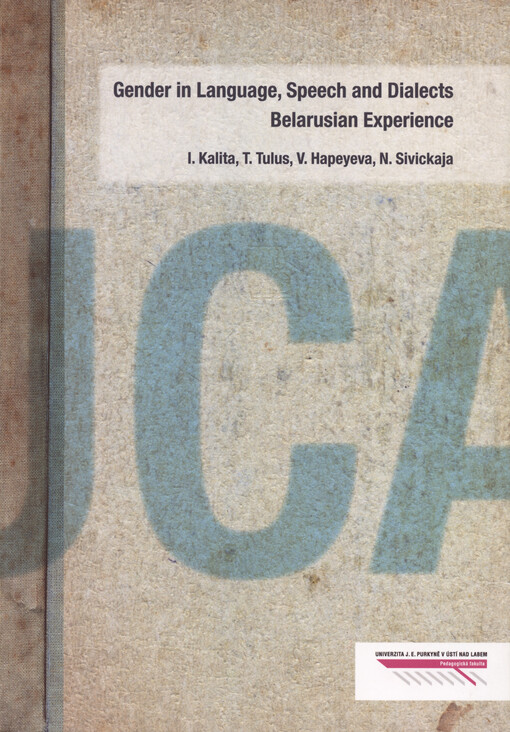 Gender in Language, Speech and Dialects
Belarusian Experience
I. Kalita, T. Tulus, V. Hapeyeva, N. Sivickaja
UCA
UNIVERZITA J. E. PURKYNĚ V ÚSTÍ NAD LABEM
Pedagogická fakulta